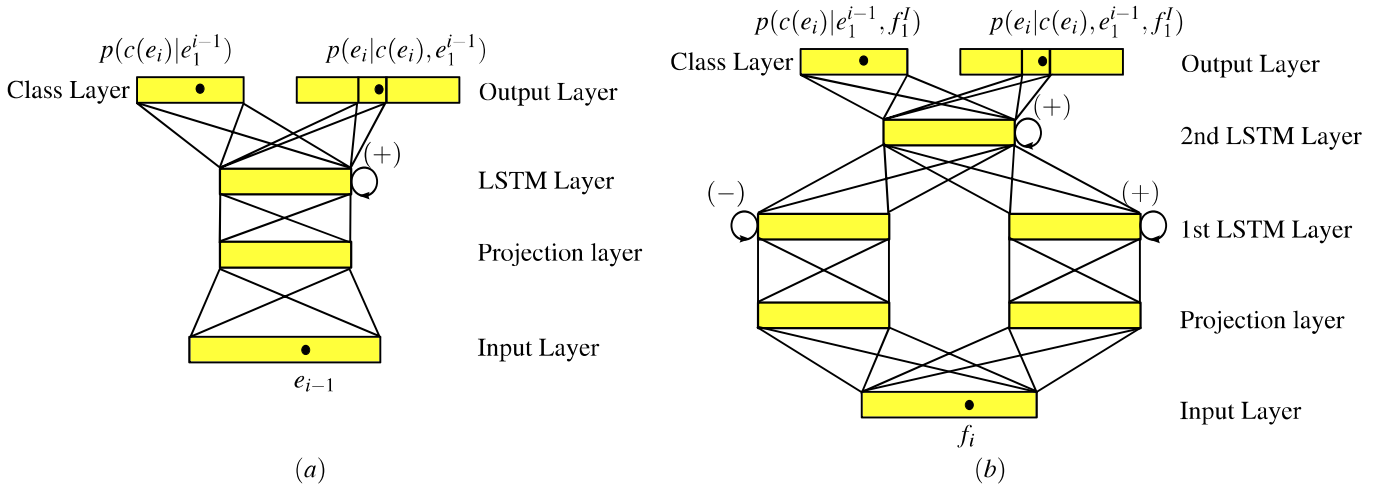 p(c(e_i)|e_1^{i−1})
p(e_i|c(e_i), e_1^{i−1})
Class Layer
Output Layer
(+)
LSTM Layer
Projection layer
Input Layer
e_{i−1}
(a)
p(c(e_i)|e_1^{i−1}, f_1^I)
p(e_i|c(e_i), e_1^{i−1}, f_1^I)
Class Layer
Output Layer
(+)
2nd LSTM Layer
(−)
(+)
1st LSTM Layer
Projection layer
Input Layer
f_i
(b)